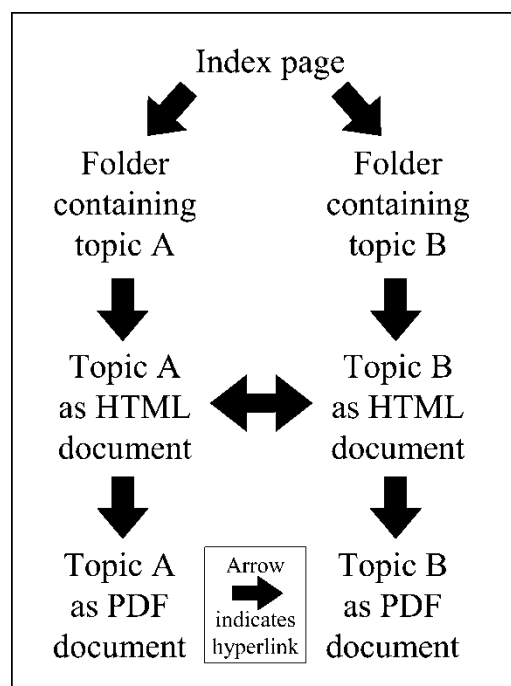 Index page
Folder
containing
topic A
Folder
containing
topic B
Topic A
as HTML
document
Topic B
as HTML
document
Topic A
as PDF
document
Arrow
indicates
hyperlink
Topic B
as PDF
document